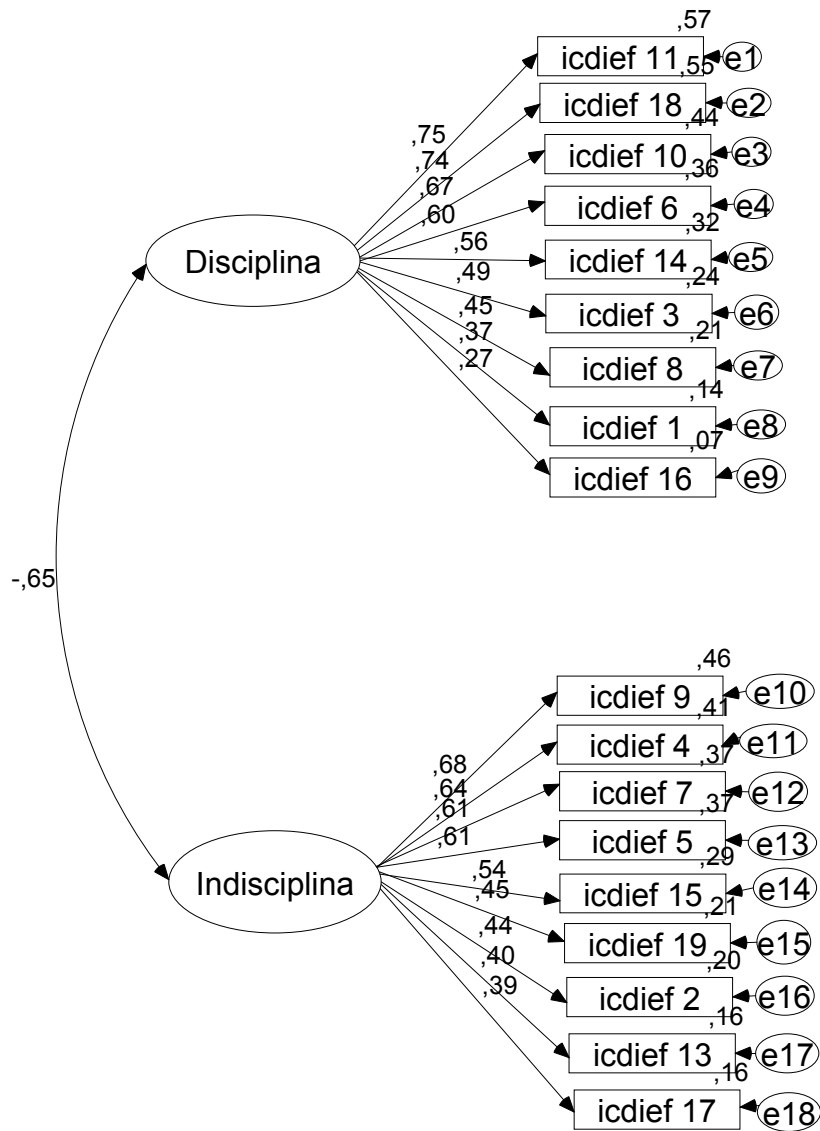 ,57
icdief 11
e1
,55
icdief 18
e2
,44
icdief 10
e3
,36
icdief 6
e4
,32
icdief 14
e5
,24
icdief 3
e6
,21
icdief 8
e7
,14
icdief 1
e8
,07
icdief 16
e9
,75
,74
,67
,60
,56
,49
,45
,37
,27
Disciplina
-,65
,46
icdief 9
e10
,41
icdief 4
e11
,37
icdief 7
e12
,37
icdief 5
e13
,29
icdief 15
e14
,21
icdief 19
e15
,20
icdief 2
e16
,16
icdief 13
e17
,16
icdief 17
e18
,68
,64
,61
,61
,54
,45
,44
,40
,39
Indisciplina